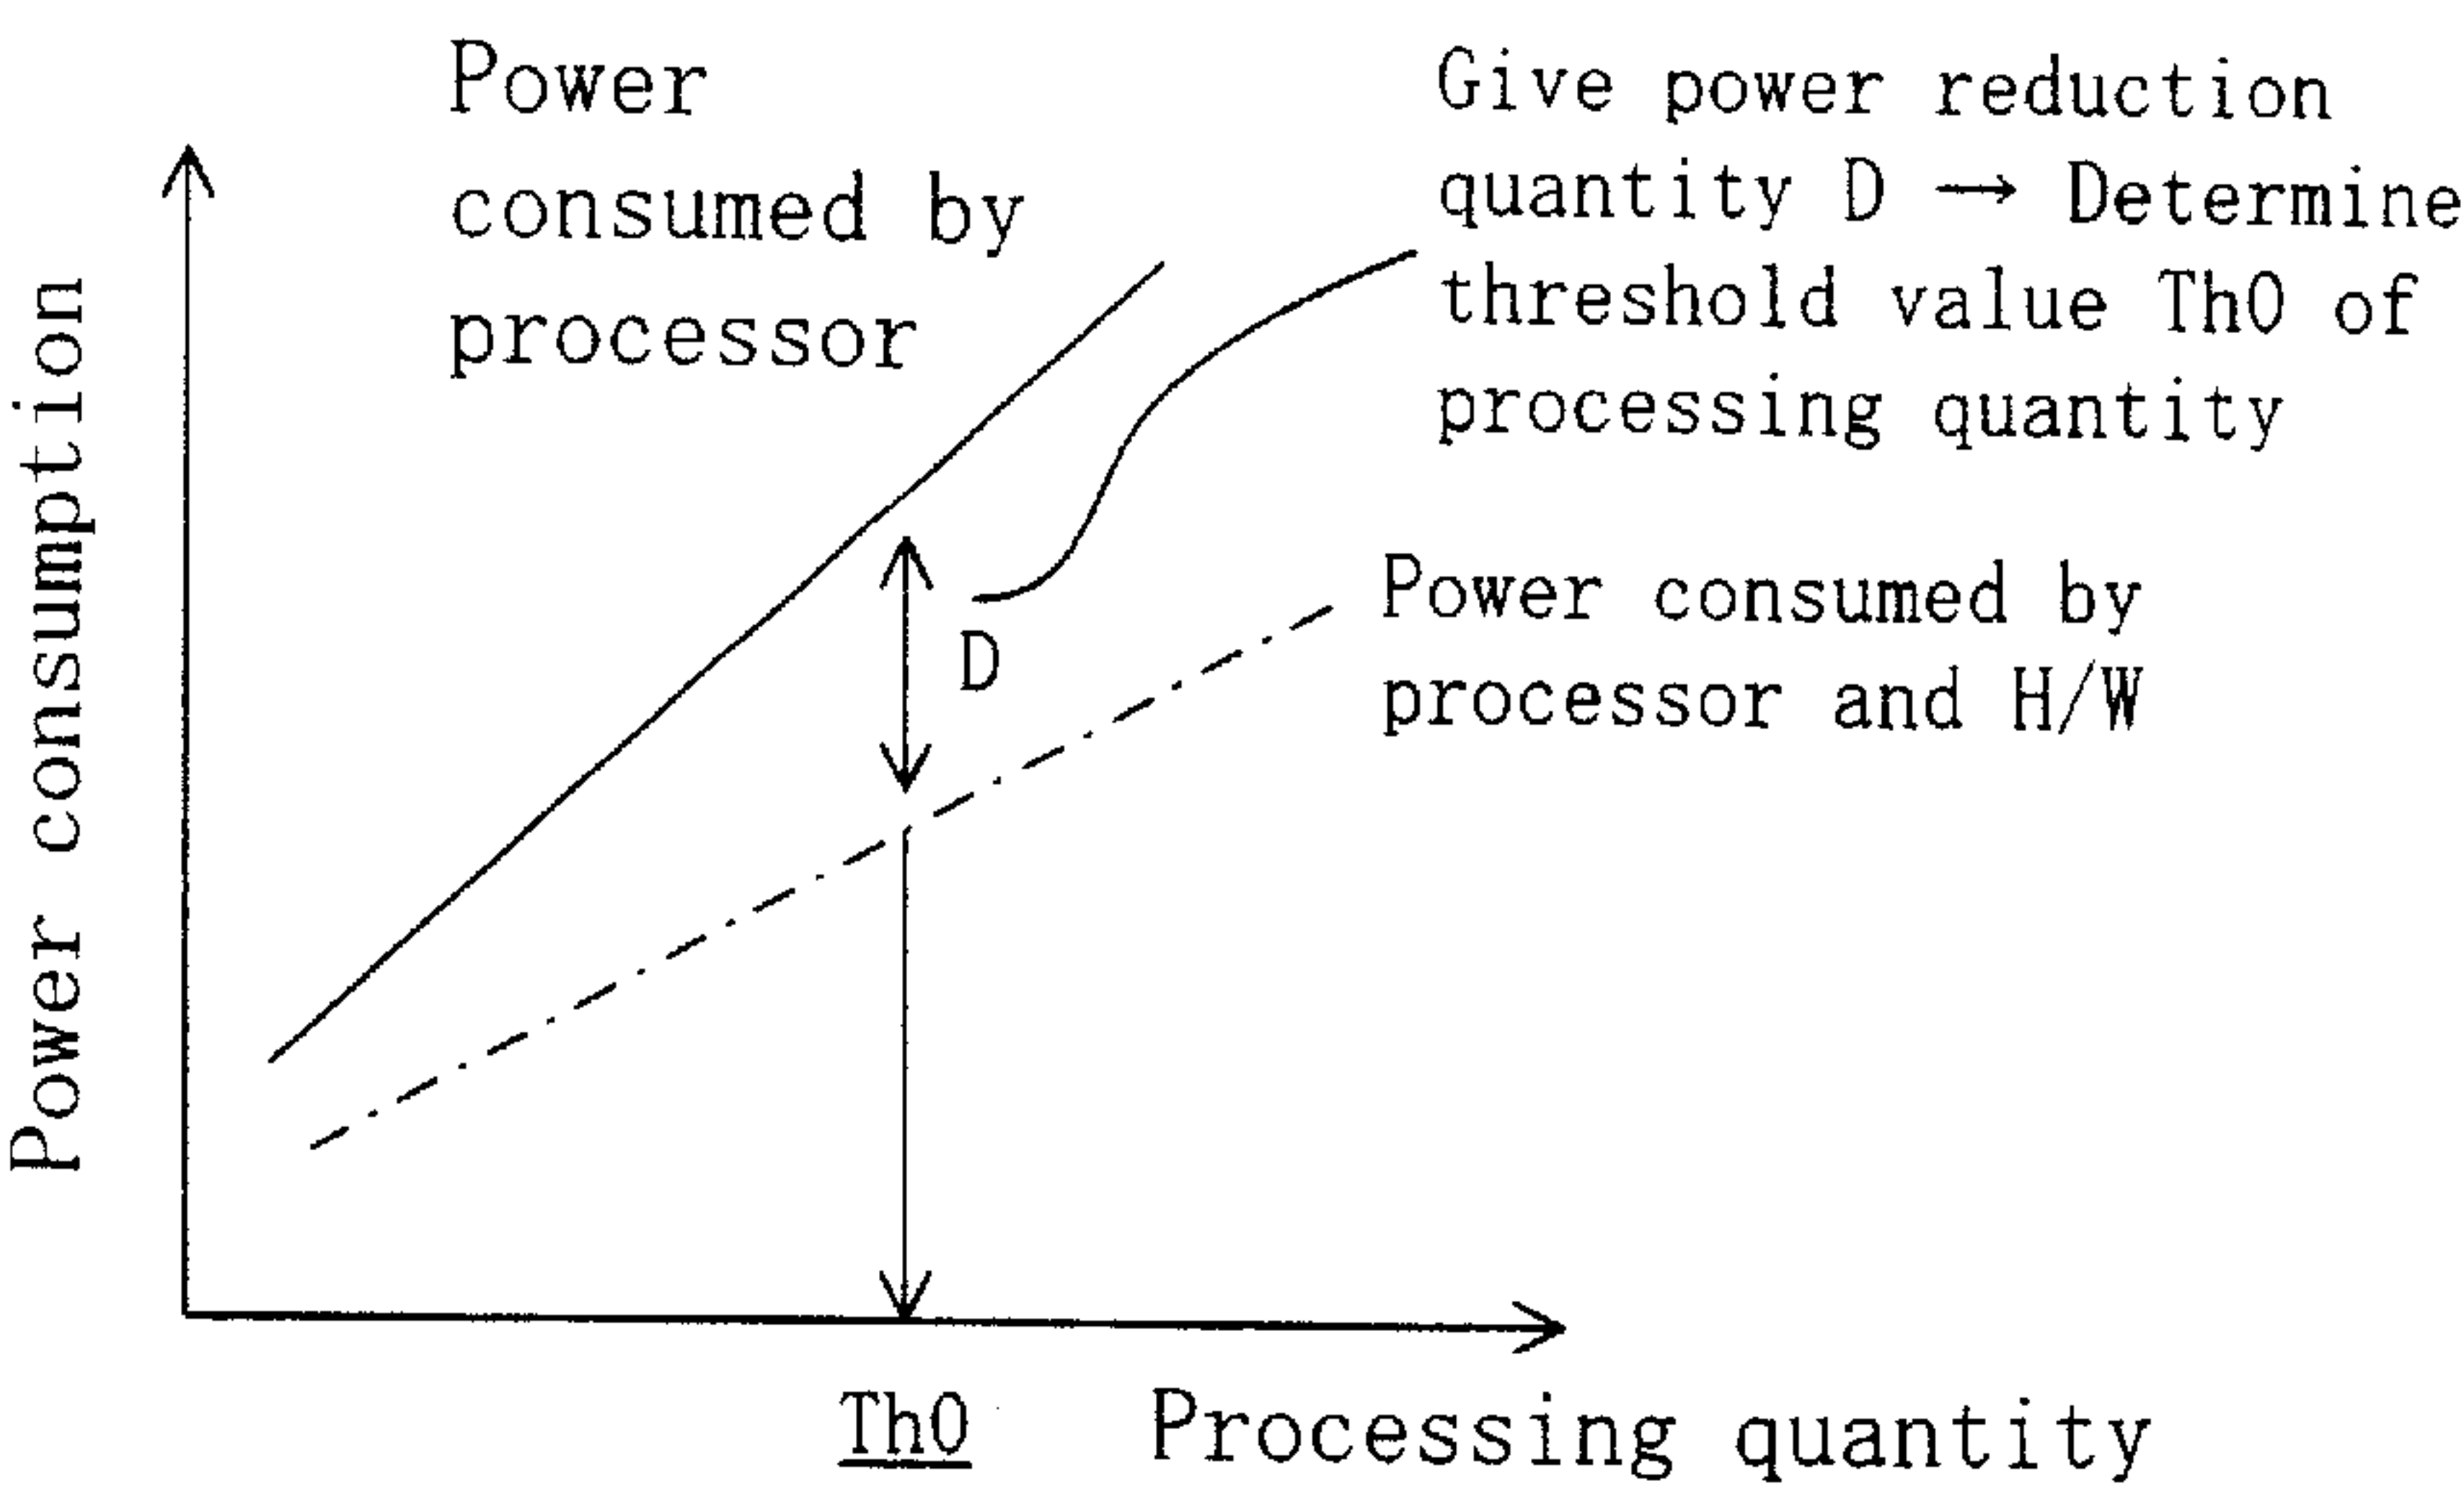 Power
consumed by
processor
Give power reduction
quantity D → Determine
threshold value Th0 of
processing quantity
Power consumption
D
Power consumed by
processor and H/W
Th0
Processing quantity